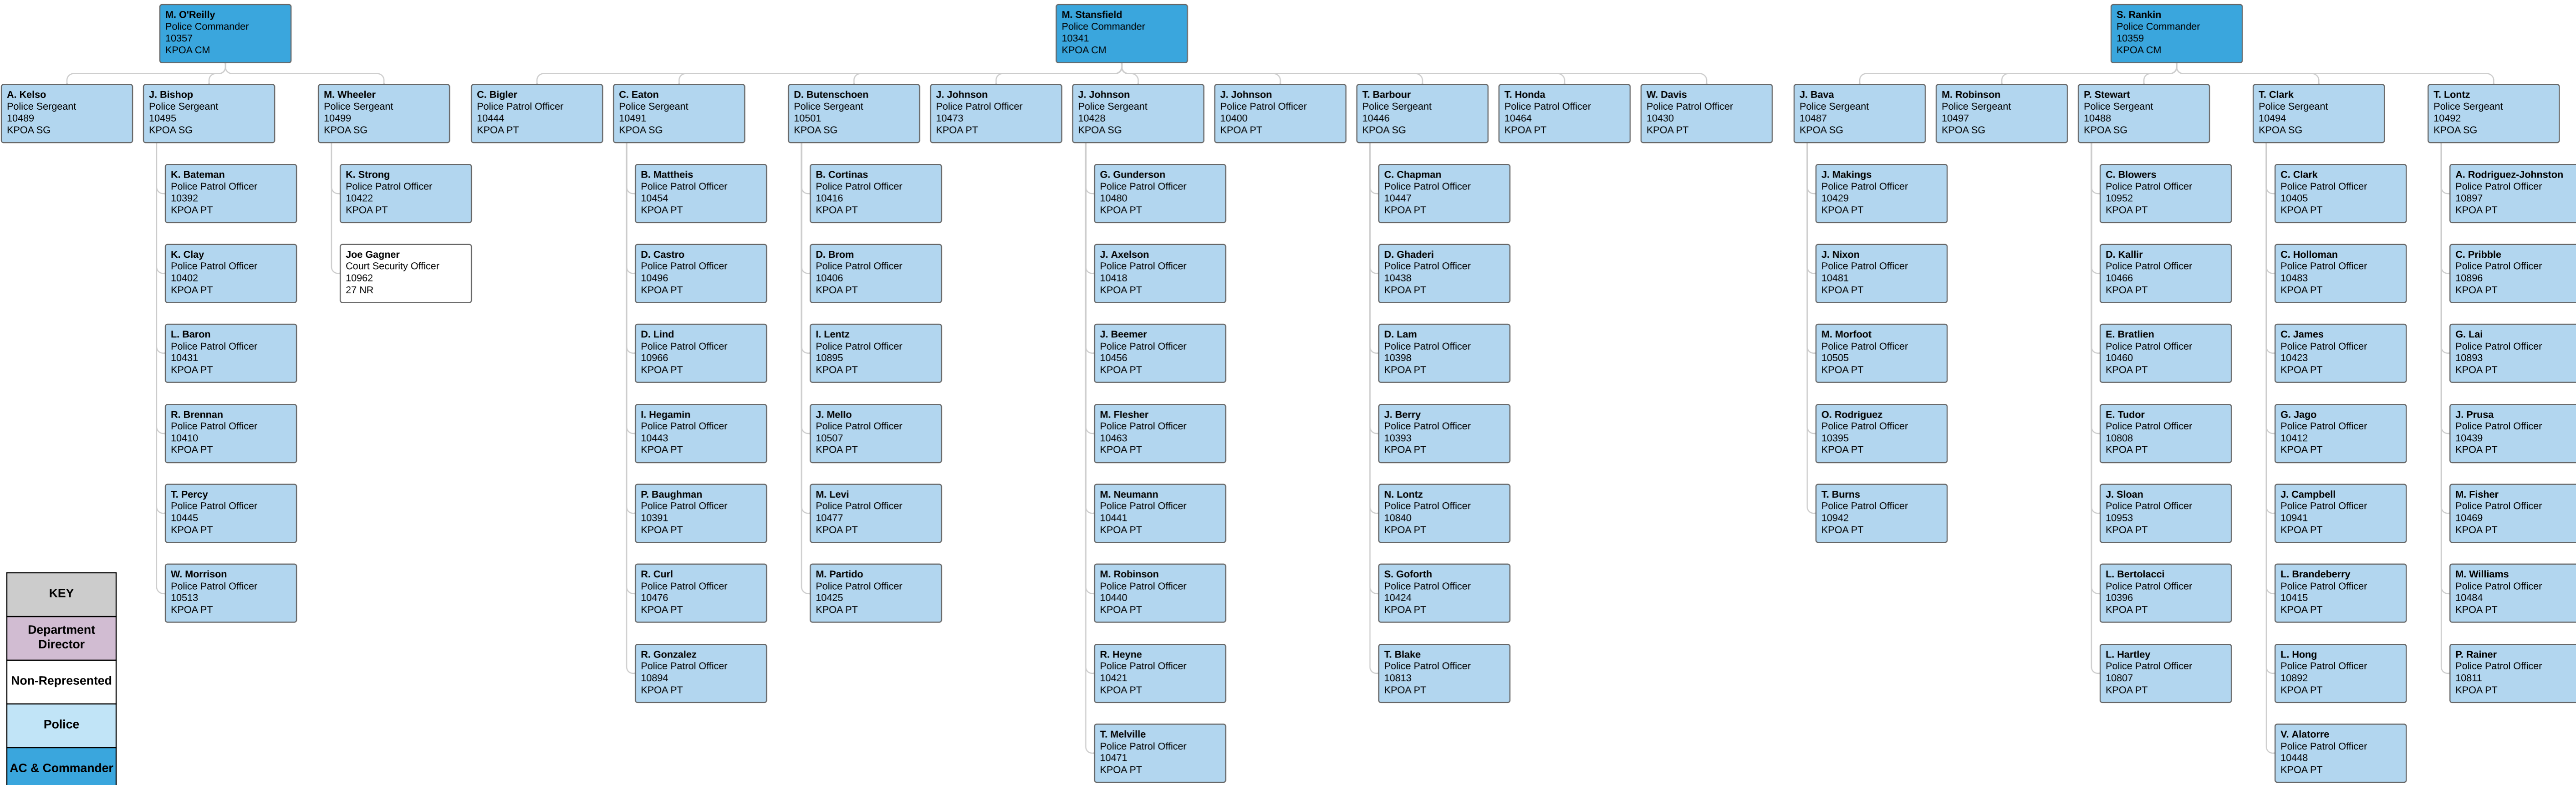 M. O'Reilly
Police Commander
10357
KPOA CM
M. Stansfield
Police Commander
10341
KPOA CM
S. Rankin
Police Commander
10359
KPOA CM
A. Kelso
Police Sergeant
10489
KPOA SG
J. Bishop
Police Sergeant
10495
KPOA SG
M. Wheeler
Police Sergeant
10499
KPOA SG
C. Bigler
Police Patrol Officer
10444
KPOA PT
C. Eaton
Police Sergeant
10491
KPOA SG
D. Butenschoen
Police Sergeant
10501
KPOA SG
J. Johnson
Police Patrol Officer
10473
KPOA PT
J. Johnson
Police Sergeant
10428
KPOA SG
J. Johnson
Police Patrol Officer
10400
KPOA PT
T. Barbour
Police Sergeant
10446
KPOA SG
T. Honda
Police Patrol Officer
10464
KPOA PT
W. Davis
Police Patrol Officer
10430
KPOA PT
J. Bava
Police Sergeant
10487
KPOA SG
M. Robinson
Police Sergeant
10497
KPOA SG
P. Stewart
Police Sergeant
10488
KPOA SG
T. Clark
Police Sergeant
10494
KPOA SG
T. Lontz
Police Sergeant
10492
KPOA SG
K. Bateman
Police Patrol Officer
10392
KPOA PT
K. Clay
Police Patrol Officer
10402
KPOA PT
L. Baron
Police Patrol Officer
10431
KPOA PT
R. Brennan
Police Patrol Officer
10410
KPOA PT
T. Percy
Police Patrol Officer
10445
KPOA PT
W. Morrison
Police Patrol Officer
10513
KPOA PT
K. Strong
Police Patrol Officer
10422
KPOA PT
Joe Gagner
Court Security Officer
10962
27 NR
B. Mattheis
Police Patrol Officer
10454
KPOA PT
D. Castro
Police Patrol Officer
10496
KPOA PT
D. Lind
Police Patrol Officer
10966
KPOA PT
I. Hegamin
Police Patrol Officer
10443
KPOA PT
P. Baughman
Police Patrol Officer
10391
KPOA PT
R. Curl
Police Patrol Officer
10476
KPOA PT
R. Gonzalez
Police Patrol Officer
10894
KPOA PT
B. Cortinas
Police Patrol Officer
10416
KPOA PT
D. Brom
Police Patrol Officer
10406
KPOA PT
I. Lentz
Police Patrol Officer
10895
KPOA PT
J. Mello
Police Patrol Officer
10507
KPOA PT
M. Levi
Police Patrol Officer
10477
KPOA PT
M. Partido
Police Patrol Officer
10425
KPOA PT
G. Gunderson
Police Patrol Officer
10480
KPOA PT
J. Axelson
Police Patrol Officer
10418
KPOA PT
J. Beemer
Police Patrol Officer
10456
KPOA PT
M. Flesher
Police Patrol Officer
10463
KPOA PT
M. Neumann
Police Patrol Officer
10441
KPOA PT
M. Robinson
Police Patrol Officer
10440
KPOA PT
R. Heyne
Police Patrol Officer
10421
KPOA PT
T. Melville
Police Patrol Officer
10471
KPOA PT
C. Chapman
Police Patrol Officer
10447
KPOA PT
D. Ghaderi
Police Patrol Officer
10438
KPOA PT
D. Lam
Police Patrol Officer
10398
KPOA PT
J. Berry
Police Patrol Officer
10393
KPOA PT
N. Lontz
Police Patrol Officer
10840
KPOA PT
S. Goforth
Police Patrol Officer
10424
KPOA PT
T. Blake
Police Patrol Officer
10813
KPOA PT
J. Makings
Police Patrol Officer
10429
KPOA PT
J. Nixon
Police Patrol Officer
10481
KPOA PT
M. Morfoot
Police Patrol Officer
10505
KPOA PT
O. Rodriguez
Police Patrol Officer
10395
KPOA PT
T. Burns
Police Patrol Officer
10942
KPOA PT
C. Blowers
Police Patrol Officer
10952
KPOA PT
D. Kallir
Police Patrol Officer
10466
KPOA PT
E. Bratlien
Police Patrol Officer
10460
KPOA PT
E. Tudor
Police Patrol Officer
10808
KPOA PT
J. Sloan
Police Patrol Officer
10953
KPOA PT
L. Bertolacci
Police Patrol Officer
10396
KPOA PT
L. Hartley
Police Patrol Officer
10807
KPOA PT
C. Clark
Police Patrol Officer
10405
KPOA PT
C. Holloman
Police Patrol Officer
10483
KPOA PT
C. James
Police Patrol Officer
10423
KPOA PT
G. Jago
Police Patrol Officer
10412
KPOA PT
J. Campbell
Police Patrol Officer
10941
KPOA PT
L. Brandeberry
Police Patrol Officer
10415
KPOA PT
L. Hong
Police Patrol Officer
10892
KPOA PT
V. Alatorre
Police Patrol Officer
10448
KPOA PT
A. Rodriguez-Johnston
Police Patrol Officer
10897
KPOA PT
C. Pribble
Police Patrol Officer
10896
KPOA PT
G. Lai
Police Patrol Officer
10893
KPOA PT
J. Prusa
Police Patrol Officer
10439
KPOA PT
M. Fisher
Police Patrol Officer
10469
KPOA PT
M. Williams
Police Patrol Officer
10484
KPOA PT
P. Rainer
Police Patrol Officer
10811
KPOA PT
KEY
Department
Director
Non-Represented
Police
AC & Commander